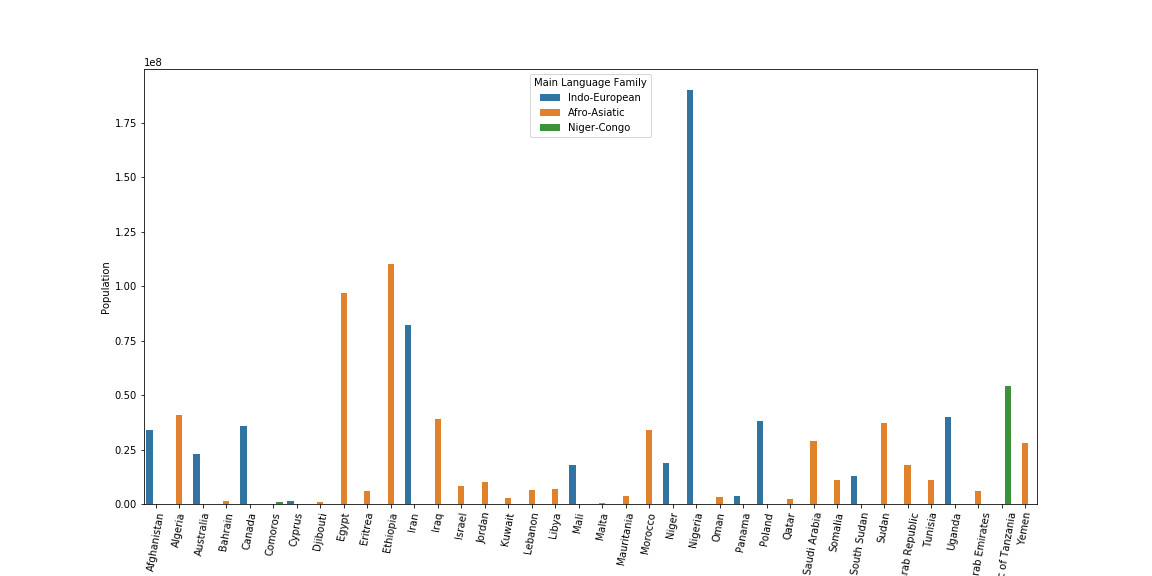 1e8
Main Language Family
Indo-European
Afro-Asiatic
Niger-Congo
1.75
1.50
1.25
1.00
0.75
0.50
0.25
0.00
Population
Afghanistan
Algeria
Australia
Bahrain
Canada
Comoros
Cyprus
Djibouti
Egypt
Eritrea
Ethiopia
Iran
Iraq
Israel
Jordan
Kuwait
Lebanon
Libya
Mali
Malta
Mauritania
Morocco
Niger
Nigeria
Oman
Panama
Poland
Qatar
Saudi Arabia
Somalia
South Sudan
Sudan
rab Republic
Tunisia
Uganda
rab Emirates
c of Tanzania
Yemen